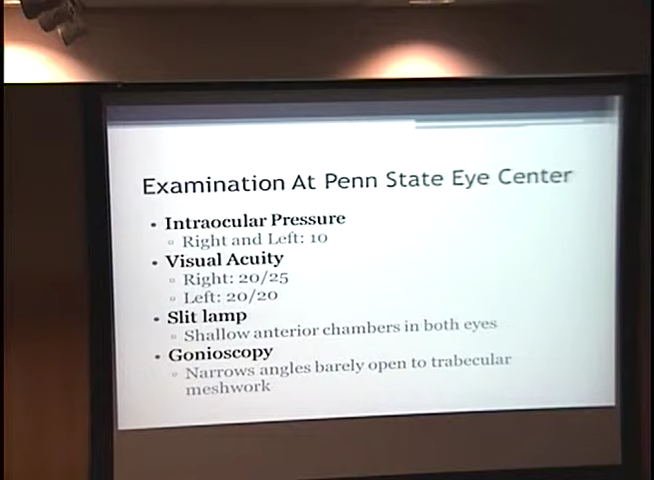 Examination At Penn State Eye Center
• Intraocular Pressure
▫ Right and Left: 10
• Visual Acuity
▫ Right: 20/25
▫ Left: 20/20
• Slit lamp
▫ Shallow anterior chambers in both eyes
• Gonioscopy
▫ Narrows angles barely open to trabecular
meshwork